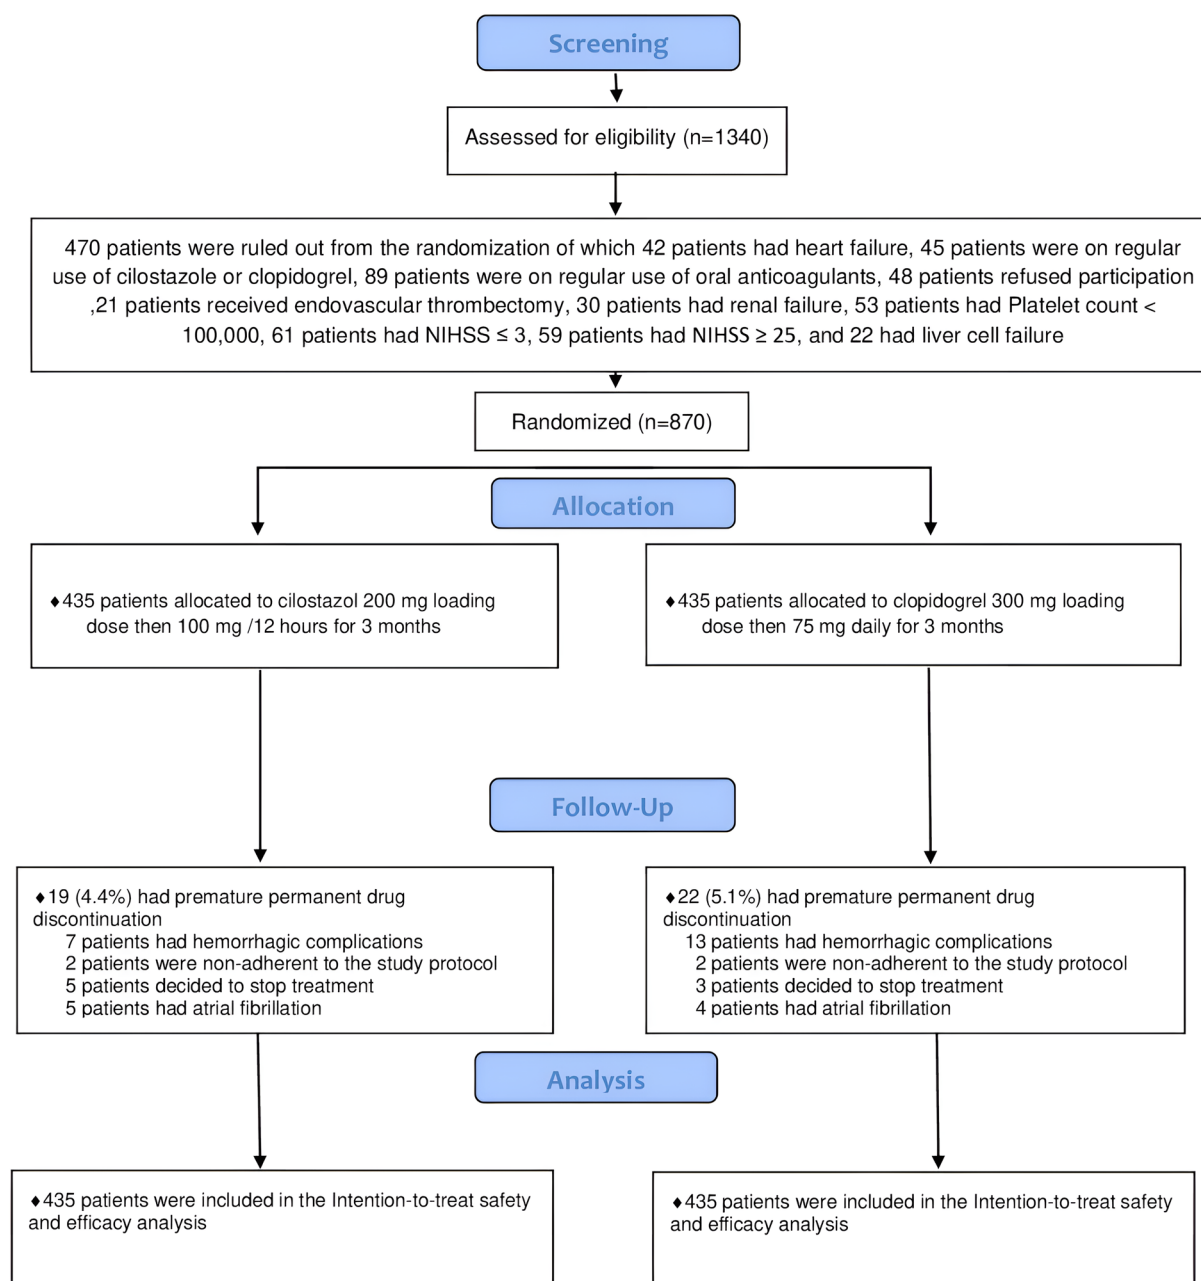 Screening
Assessed for eligibility (n=1340)
470 patients were ruled out from the randomization of which 42 patients had heart failure, 45 patients were on regular
use of cilostazole or clopidogrel, 89 patients were on regular use of oral anticoagulants, 48 patients refused participation
,21 patients received endovascular thrombectomy, 30 patients had renal failure, 53 patients had Platelet count <
100,000, 61 patients had NIHSS ≤ 3, 59 patients had NIHSS ≥ 25, and 22 had liver cell failure
Randomized (n=870)
Allocation
♦435 patients allocated to cilostazol 200 mg loading
dose then 100 mg /12 hours for 3 months
♦435 patients allocated to clopidogrel 300 mg loading
dose then 75 mg daily for 3 months
Follow-Up
♦19 (4.4%) had premature permanent drug
discontinuation
7 patients had hemorrhagic complications
2 patients were non-adherent to the study protocol
5 patients decided to stop treatment
5 patients had atrial fibrillation
♦22 (5.1%) had premature permanent drug
discontinuation
13 patients had hemorrhagic complications
2 patients were non-adherent to the study protocol
3 patients decided to stop treatment
4 patients had atrial fibrillation
Analysis
♦435 patients were included in the Intention-to-treat safety
and efficacy analysis
♦435 patients were included in the Intention-to-treat safety
and efficacy analysis